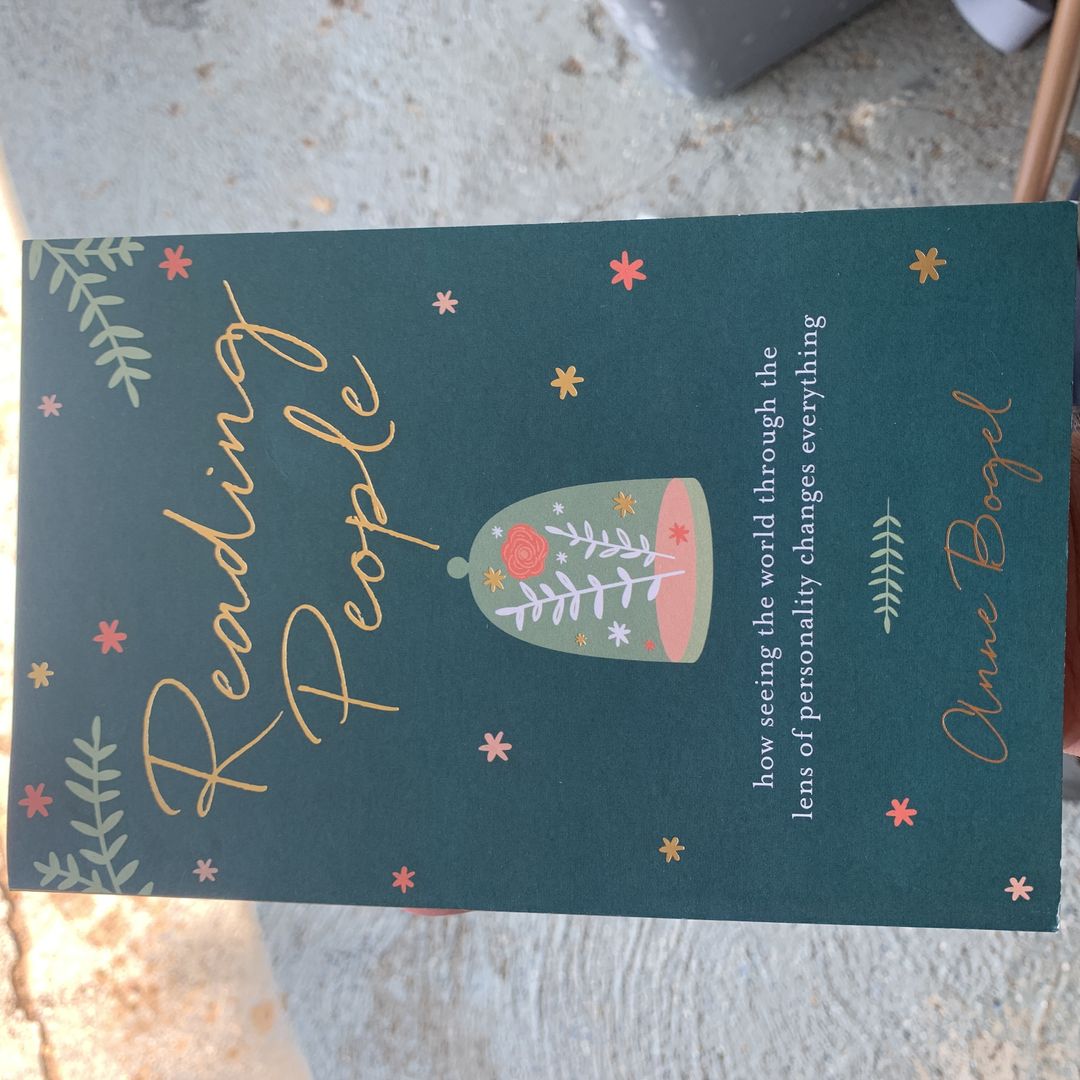 Reading
People
how seeing the world through the
lens of personality changes everything
Anne Bogel